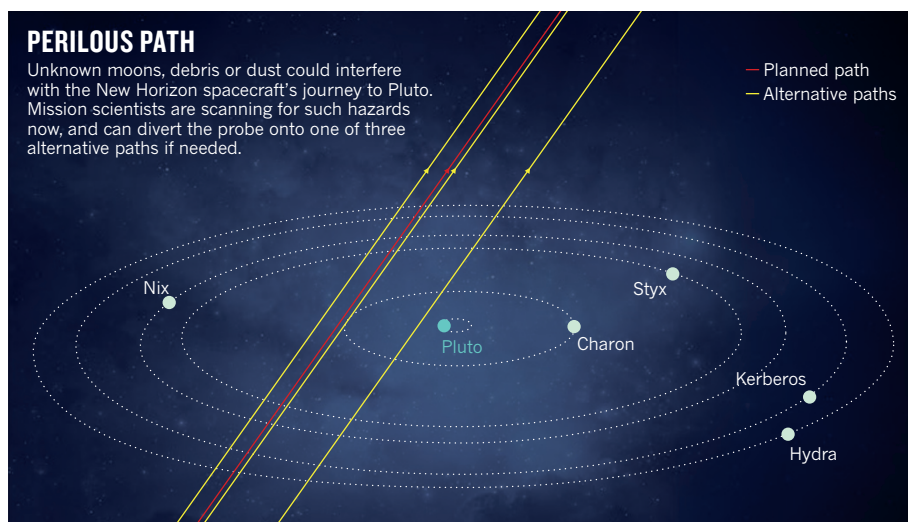 PERILOUS PATH
Unknown moons, debris or dust could interfere
with the New Horizon spacecraft's journey to Pluto.
Mission scientists are scanning for such hazards
now, and can divert the probe onto one of three
alternative paths if needed.
Planned path
Alternative paths
Nix
Styx
Pluto
Charon
Kerberos
Hydra